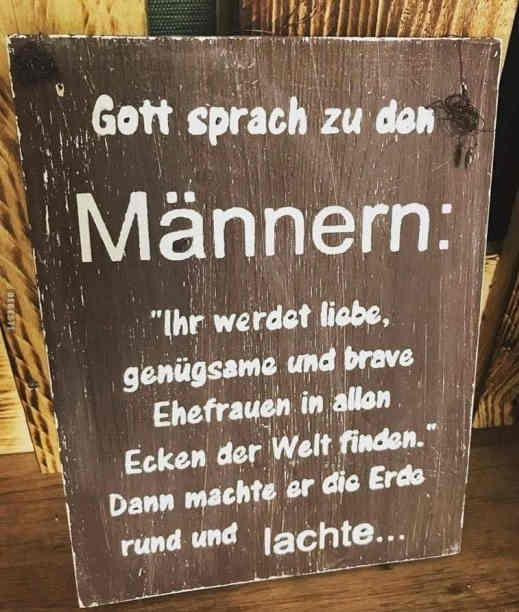 Gott sprach zu den
Männern:
"Ihr werdet liebe,
genügsame und brave
Ehefrauen in allen
Ecken der Welt finden."
Dann machte er die Erde
rund und lachte...